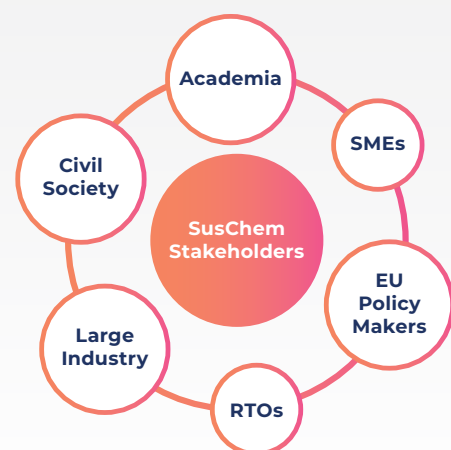 Academia
SMEs
Civil
Society
SusChem
Stakeholders
EU
Policy
Makers
Large
Industry
RTOs